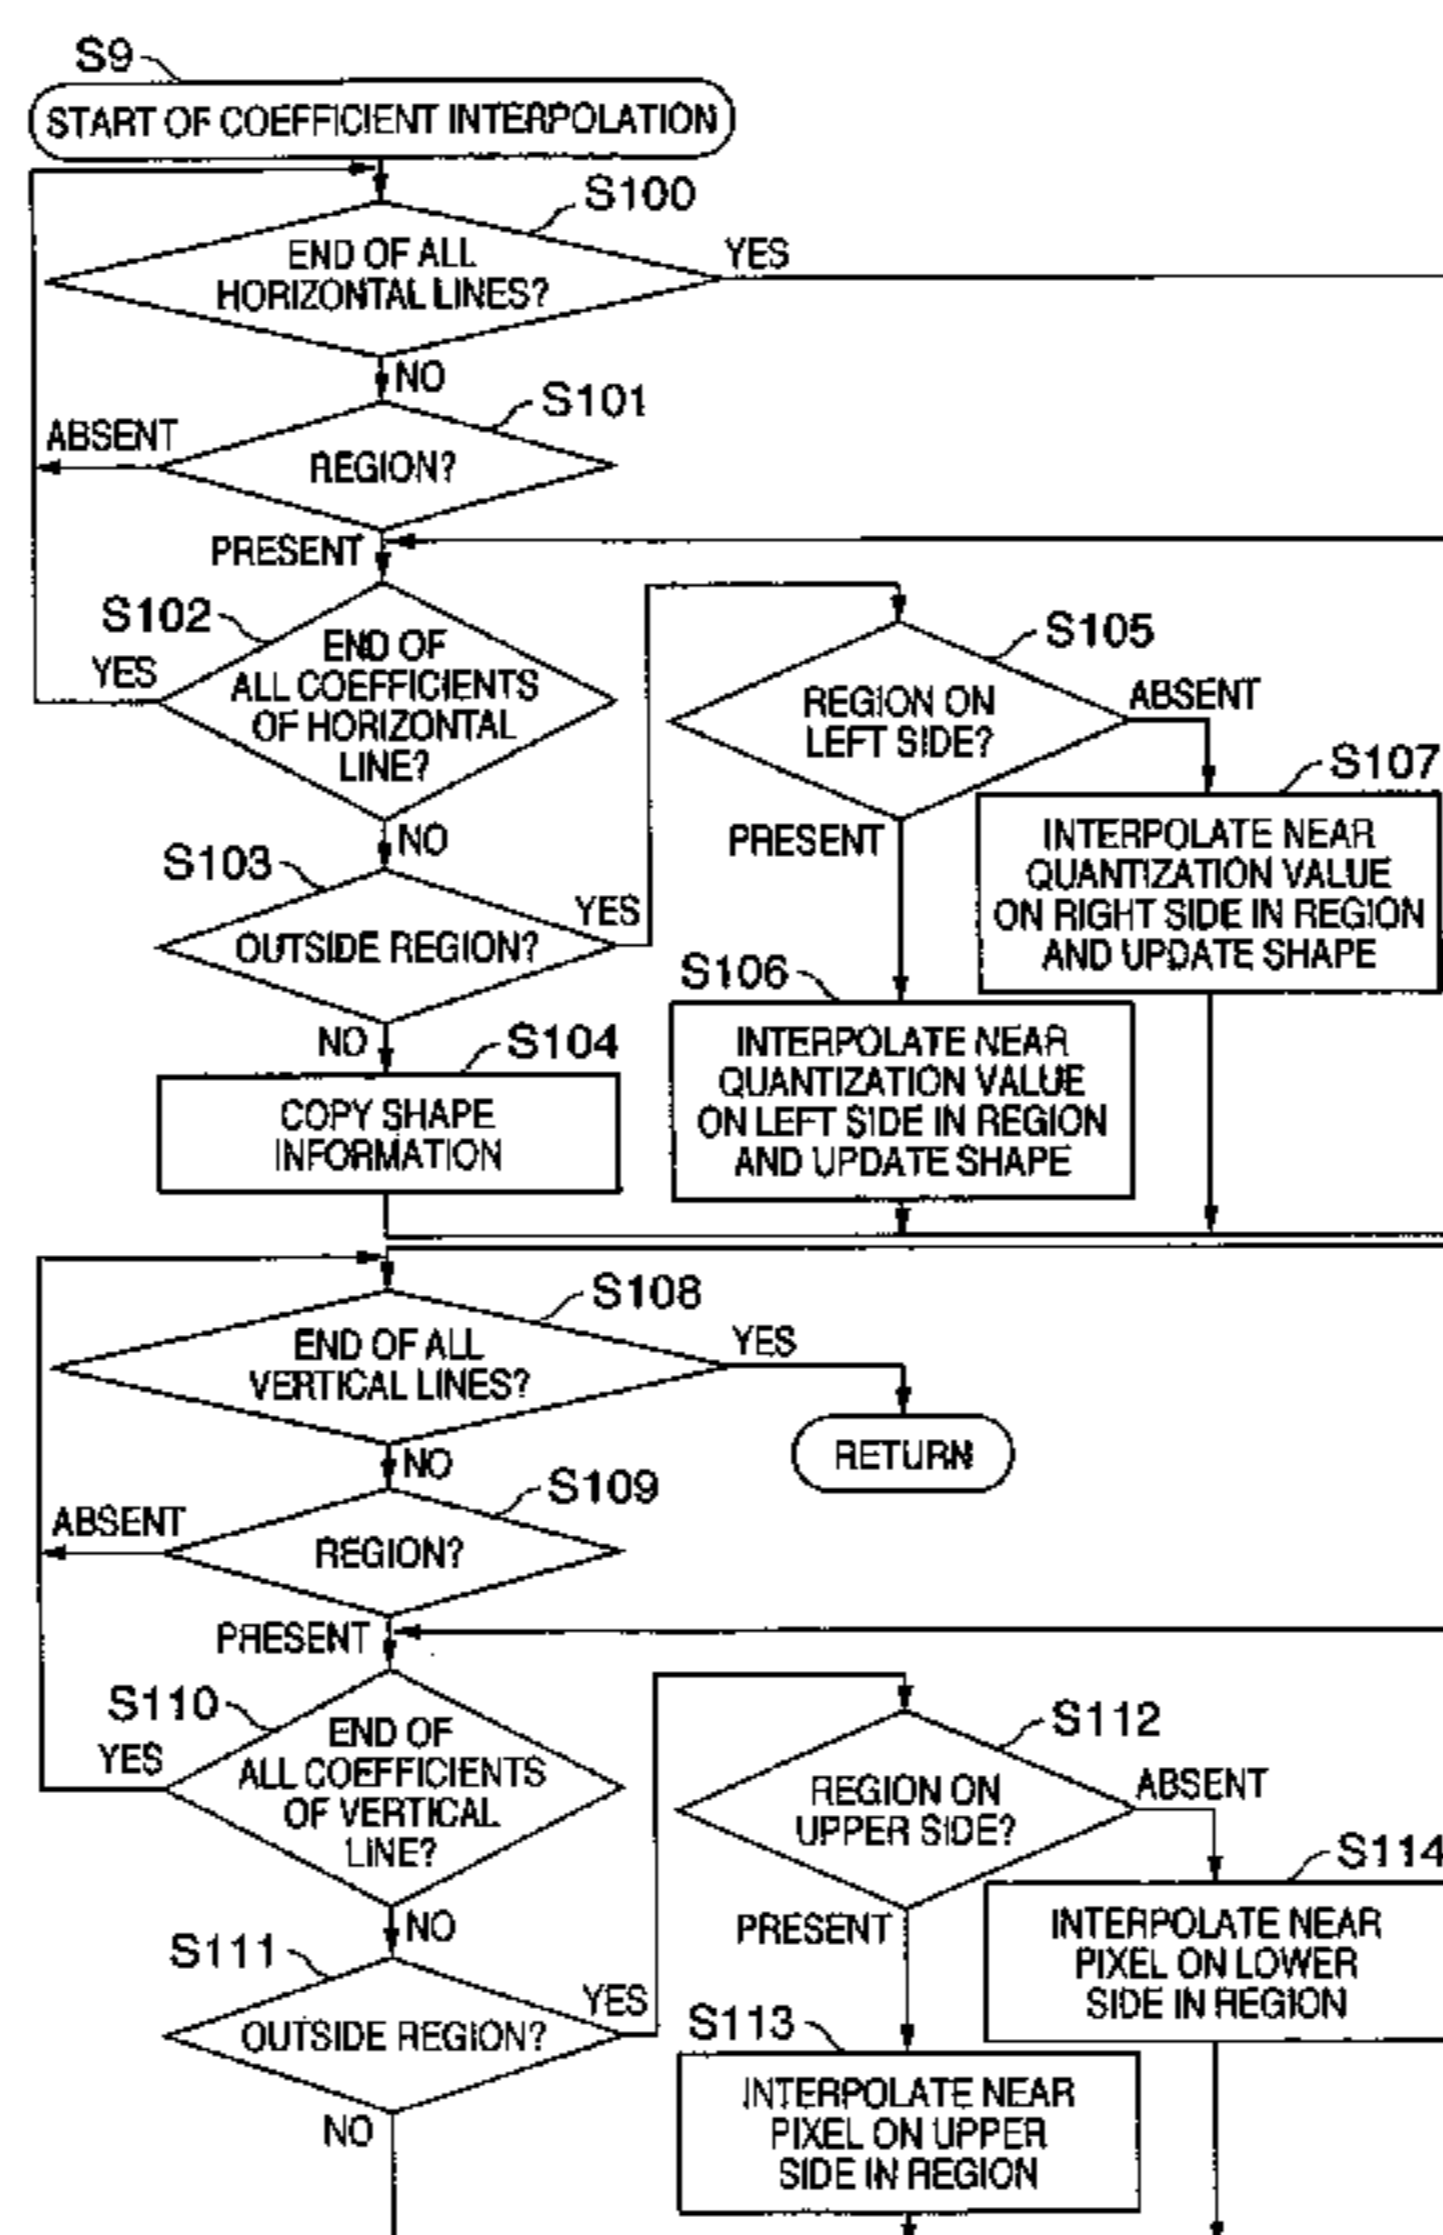 S9
START OF COEFFICIENT INTERPOLATION
S100
END OF ALL
HORIZONTAL LINES?
YES
NO
S101
ABSENT
REGION?
PRESENT
S102
YES
END OF
ALL COEFFICIENTS
OF HORIZONTAL
LINE?
NO
S103
OUTSIDE REGION?
YES
NO
S104
COPY SHAPE
INFORMATION
S105
REGION ON
LEFT SIDE?
ABSENT
PRESENT
S107
INTERPOLATE NEAR
QUANTIZATION VALUE
ON RIGHT SIDE IN REGION
AND UPDATE SHAPE
S106
INTERPOLATE NEAR
QUANTIZATION VALUE
ON LEFT SIDE IN REGION
AND UPDATE SHAPE
S108
END OF ALL
VERTICAL LINES?
YES
RETURN
NO
S109
ABSENT
REGION?
PRESENT
S110
YES
END OF
ALL COEFFICIENTS
OF VERTICAL
LINE?
NO
S111
OUTSIDE REGION?
YES
NO
S112
REGION ON
UPPER SIDE?
ABSENT
PRESENT
S114
INTERPOLATE NEAR
PIXEL ON LOWER
SIDE IN REGION
S113
INTERPOLATE NEAR
PIXEL ON UPPER
SIDE IN REGION